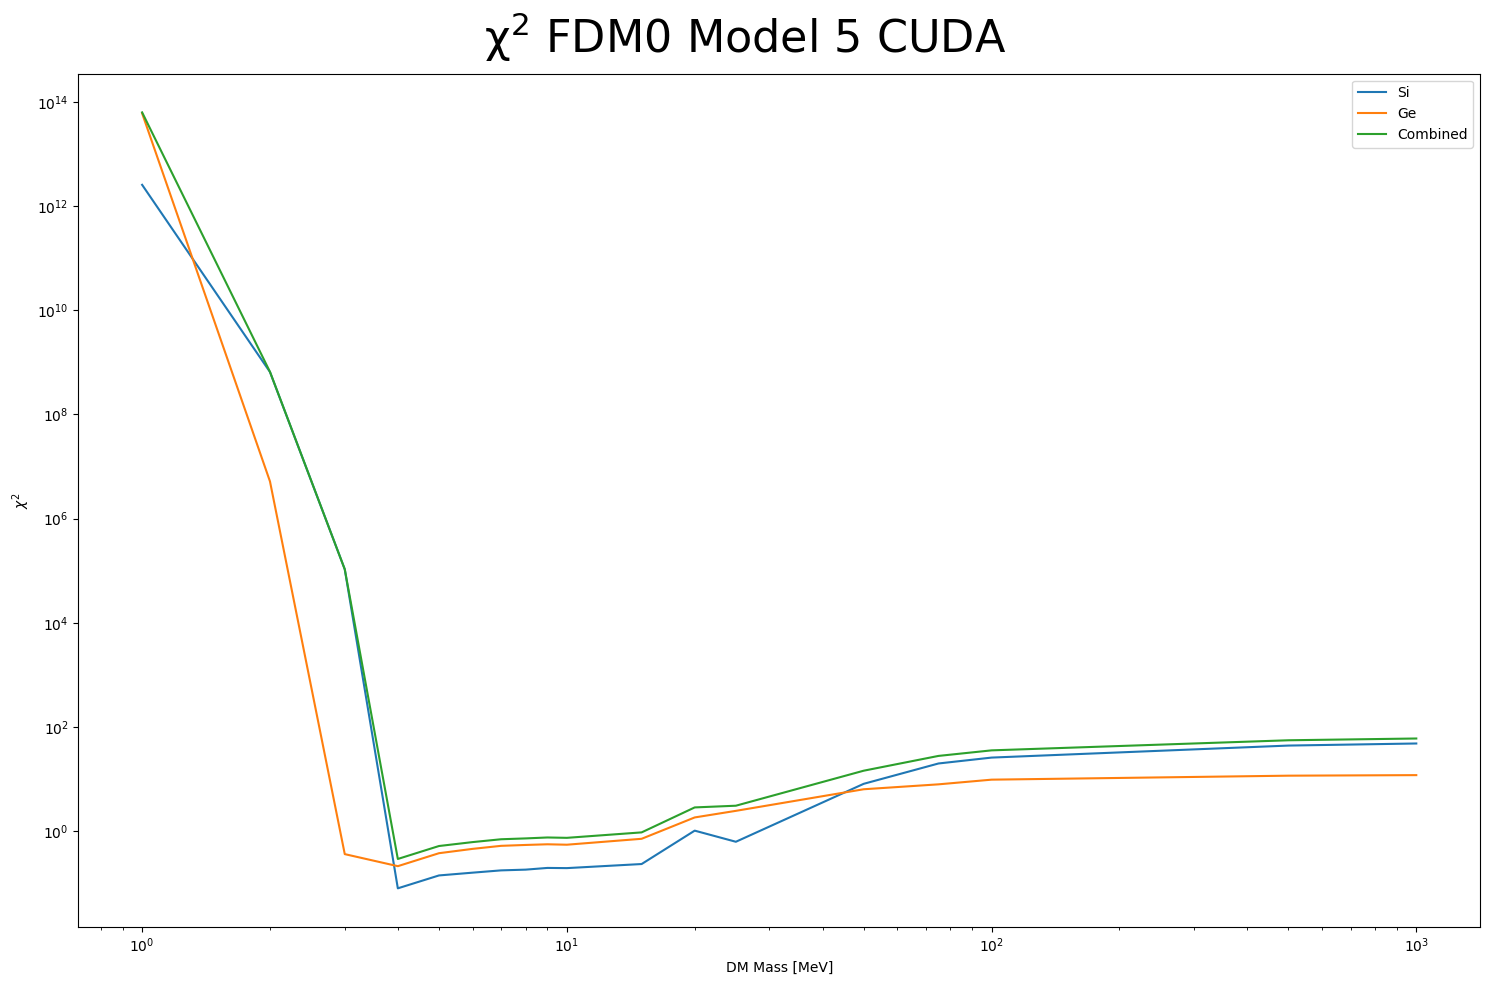 χ² FDM0 Model 5 CUDA
Si
Ge
Combined
10¹⁴
10¹²
10¹⁰
10⁸
10⁶
10⁴
10²
10⁰
χ²
10⁰ 10¹ 10² 10³
DM Mass [MeV]